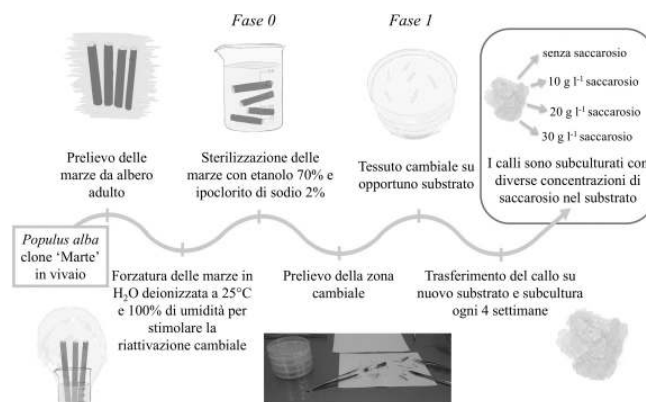 Fase 0
Fase 1
senza saccarosio
10 g l⁻¹ saccarosio
20 g l⁻¹ saccarosio
30 g l⁻¹ saccarosio
Prelievo delle
marze da albero
adulto
Sterilizzazione delle
marze con etanolo 70% e
ipoclorito di sodio 2%
Tessuto cambiale su
opportuno substrato
I calli sono subculturati con
diverse concentrazioni di
saccarosio nel substrato
Populus alba
clone ‘Marte’
in vivaio
Forzatura delle marze in
H₂O deionizzata a 25°C
e 100% di umidità per
stimolare la
riattivazione cambiale
Prelievo della zona
cambiale
Trasferimento del callo su
nuovo substrato e subcultura
ogni 4 settimane